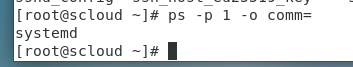 [root@scloud ~]# ps -p 1 -o comm=
systemd
[root@scloud ~]#